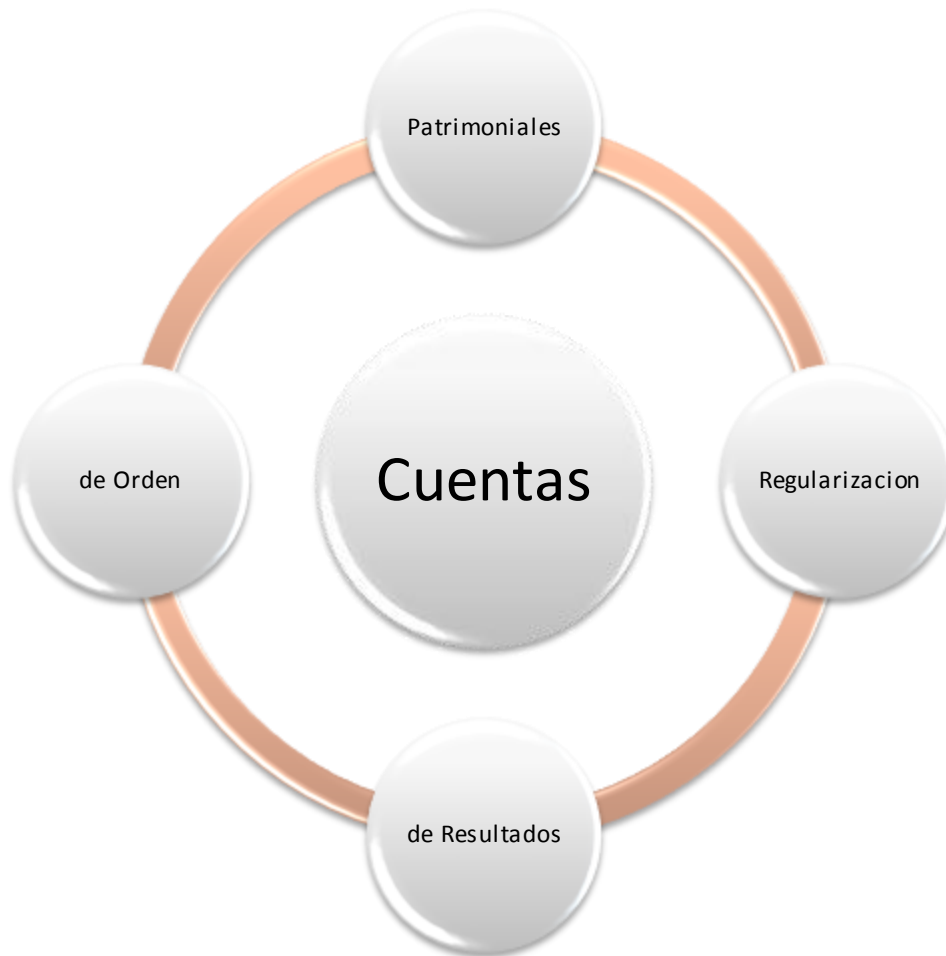 Patrimoniales
de Orden
Cuentas
Regularizacion
de Resultados